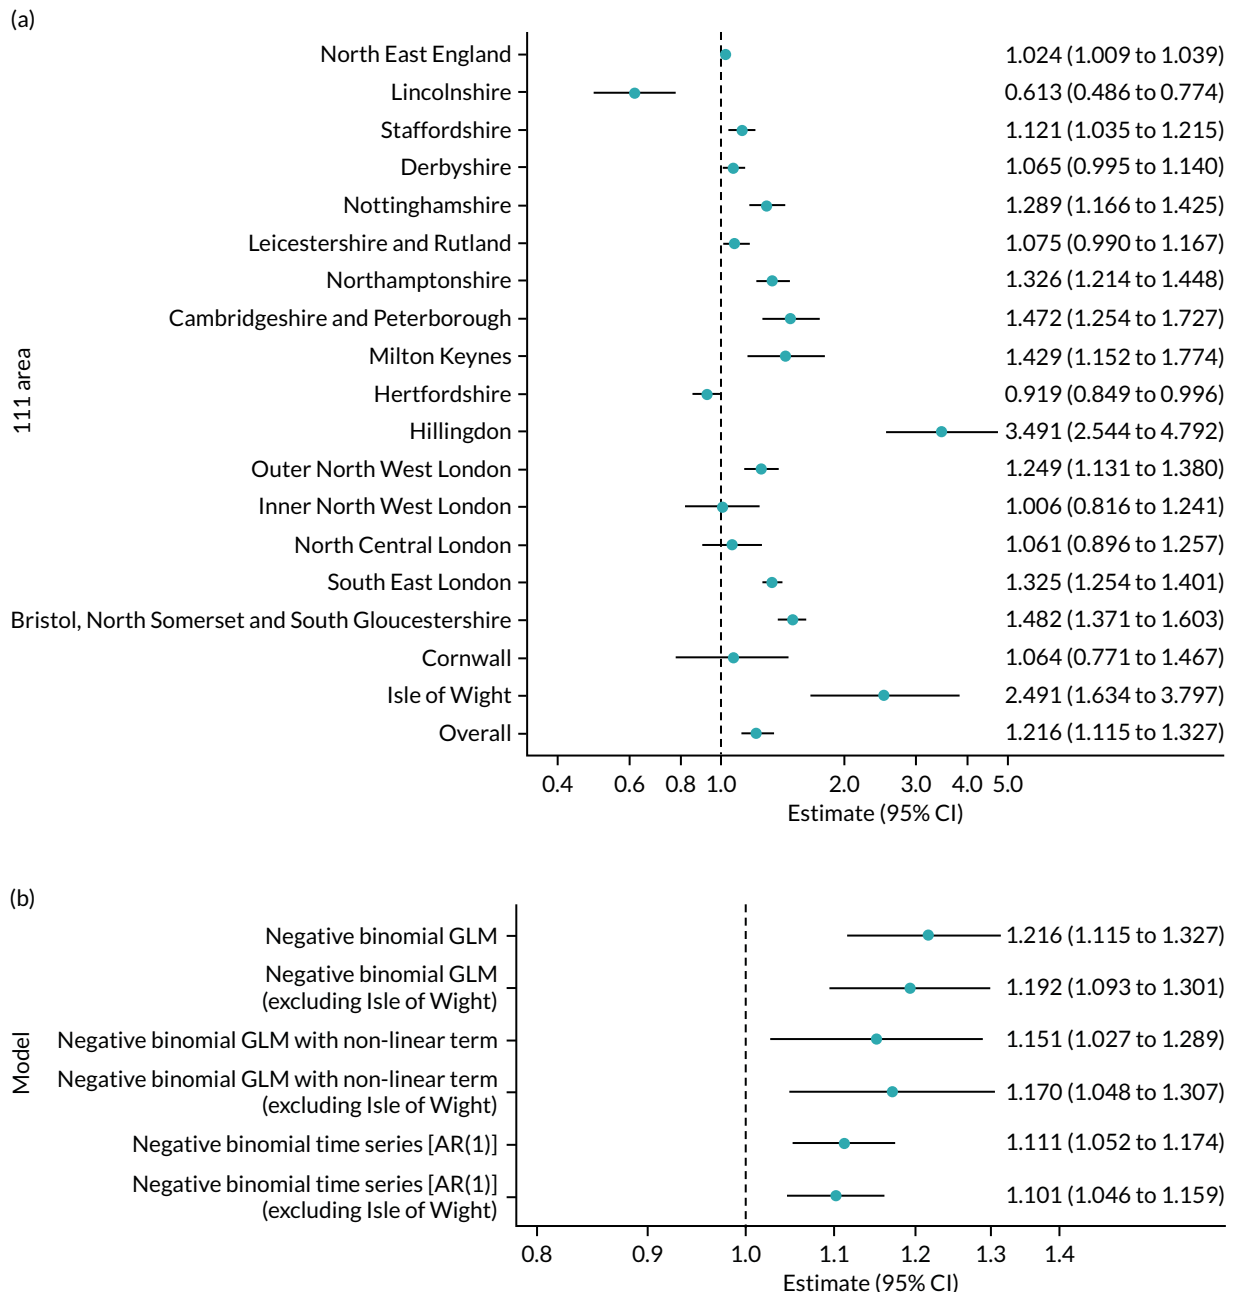 (a)
111 area
North East England 1.024 (1.009 to 1.039)
Lincolnshire 0.613 (0.486 to 0.774)
Staffordshire 1.121 (1.035 to 1.215)
Derbyshire 1.065 (0.995 to 1.140)
Nottinghamshire 1.289 (1.166 to 1.425)
Leicestershire and Rutland 1.075 (0.990 to 1.167)
Northamptonshire 1.326 (1.214 to 1.448)
Cambridgeshire and Peterborough 1.472 (1.254 to 1.727)
Milton Keynes 1.429 (1.152 to 1.774)
Hertfordshire 0.919 (0.849 to 0.996)
Hillingdon 3.491 (2.544 to 4.792)
Outer North West London 1.249 (1.131 to 1.380)
Inner North West London 1.006 (0.816 to 1.241)
North Central London 1.061 (0.896 to 1.257)
South East London 1.325 (1.254 to 1.401)
Bristol, North Somerset and South Gloucestershire 1.482 (1.371 to 1.603)
Cornwall 1.064 (0.771 to 1.467)
Isle of Wight 2.491 (1.634 to 3.797)
Overall 1.216 (1.115 to 1.327)
0.4 0.6 0.8 1.0 2.0 3.0 4.0 5.0
Estimate (95% CI)
(b)
Model
Negative binomial GLM 1.216 (1.115 to 1.327)
Negative binomial GLM
(excluding Isle of Wight) 1.192 (1.093 to 1.301)
Negative binomial GLM with non-linear term 1.151 (1.027 to 1.289)
Negative binomial GLM with non-linear term
(excluding Isle of Wight) 1.170 (1.048 to 1.307)
Negative binomial time series [AR(1)] 1.111 (1.052 to 1.174)
Negative binomial time series [AR(1)]
(excluding Isle of Wight) 1.101 (1.046 to 1.159)
0.8 0.9 1.0 1.1 1.2 1.3 1.4
Estimate (95% CI)